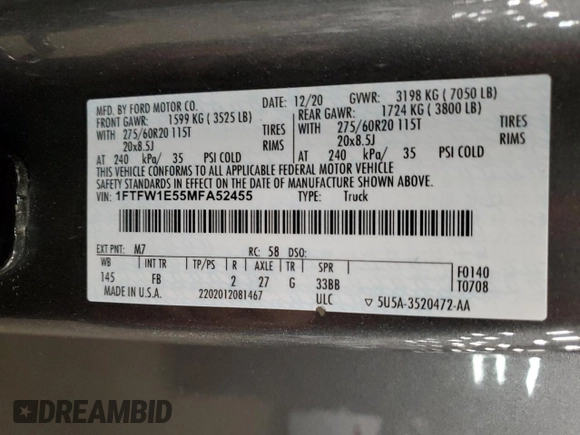 MFD. BY FORD MOTOR CO. DATE: 12/20 GVWR: 3198 KG ( 7050 LB)
FRONT GAWR: 1599 KG ( 3525 LB) REAR GAWR: 1724 KG ( 3800 LB)
WITH 275/60R20 115T TIRES WITH 275/60R20 115T TIRES
20x8.5J RIMS 20x8.5J RIMS
AT 240 kPa/ 35 PSI COLD AT 240 kPa/ 35 PSI COLD
THIS VEHICLE CONFORMS TO ALL APPLICABLE FEDERAL MOTOR VEHICLE
SAFETY STANDARDS IN EFFECT ON THE DATE OF MANUFACTURE SHOWN ABOVE.
VIN: 1FTFW1E55MFA52455 TYPE: Truck
EXT PNT: M7 RC: 58 DSO:
WB INT TR TP/PS R AXLE TR SPR F0140
145 FB 2 27 G 33BB T0708
MADE IN U.S.A. 2202012081467 ULC ▽ 5U5A-3520472-AA
DREAMBID